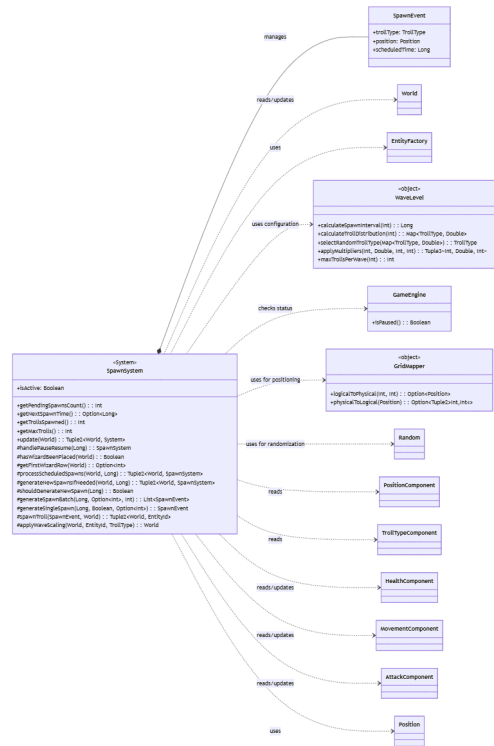 SpawnEvent
+trollType: TrollType
+position: Position
+scheduledTime: Long
manages
World
reads/updates
EntityFactory
uses
«object»
WaveLevel
+calculateSpawnInterval(Int) : : Long
+calculateTrollDistribution(Int) : : Map<TrollType, Double>
+selectRandomTrollType(Map<TrollType, Double>) : : TrollType
+applyMultipliers(Int, Double, Int, Int) : : Tuple3~Int, Double, Int~
+maxTrollsPerWave(Int) : : Int
uses configuration
GameEngine
+isPaused() : : Boolean
checks status
«object»
GridMapper
+logicalToPhysical(Int, Int) : : Option<Position>
+physicalToLogical(Position) : : Option<Tuple2<Int,Int>>
uses for positioning
«System»
SpawnSystem
+isActive: Boolean
+getPendingSpawnsCount() : : Int
+getNextSpawnTime() : : Option<Long>
+getTrollsSpawned() : : Int
+getMaxTrolls() : : Int
+update(World) : : Tuple2<World, System>
#handlePauseResume(Long) : : SpawnSystem
#hasWizardBeenPlaced(World) : : Boolean
#getFirstWizardRow(World) : : Option<Int>
#processScheduledSpawns(World, Long) : : Tuple2<World, SpawnSystem>
#generateNewSpawnsIfNeeded(World, Long) : : Tuple2<World, SpawnSystem>
#shouldGenerateNewSpawn(Long) : : Boolean
#generateSpawnBatch(Long, Option<Int>, Int) : : List<SpawnEvent>
#generateSingleSpawn(Long, Boolean, Option<Int>) : : SpawnEvent
#spawnTroll(SpawnEvent, World) : : Tuple2<World, EntityId>
#applyWaveScaling(World, EntityId, TrollType) : : World
Random
uses for randomization
PositionComponent
reads
TrollTypeComponent
reads
HealthComponent
reads/updates
MovementComponent
reads/updates
AttackComponent
reads/updates
Position
uses